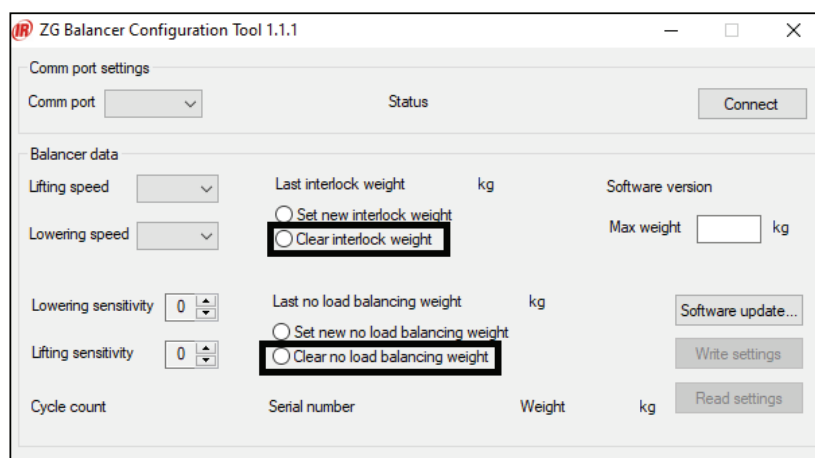 IR ZG Balancer Configuration Tool 1.1.1
Comm port settings
Comm port Status Connect
Balancer data
Lifting speed Last interlock weight kg Software version
Set new interlock weight
Lowering speed Clear interlock weight Max weight kg
Lowering sensitivity 0 Last no load balancing weight kg Software update...
Set new no load balancing weight
Lifting sensitivity 0 Clear no load balancing weight Write settings
Cycle count Serial number Weight kg Read settings